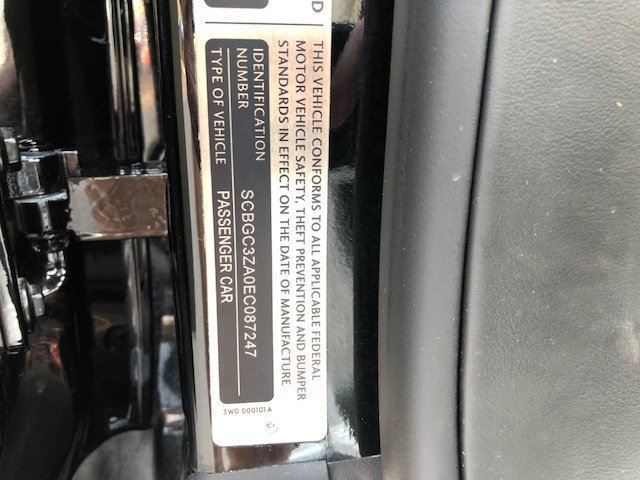 D
THIS VEHICLE CONFORMS TO ALL APPLICABLE FEDERAL
MOTOR VEHICLE SAFETY, THEFT PREVENTION AND BUMPER
STANDARDS IN EFFECT ON THE DATE OF MANUFACTURE
IDENTIFICATION
NUMBER SCBGC3ZA0EC087247
TYPE OF VEHICLE PASSENGER CAR
3W0 000101 A